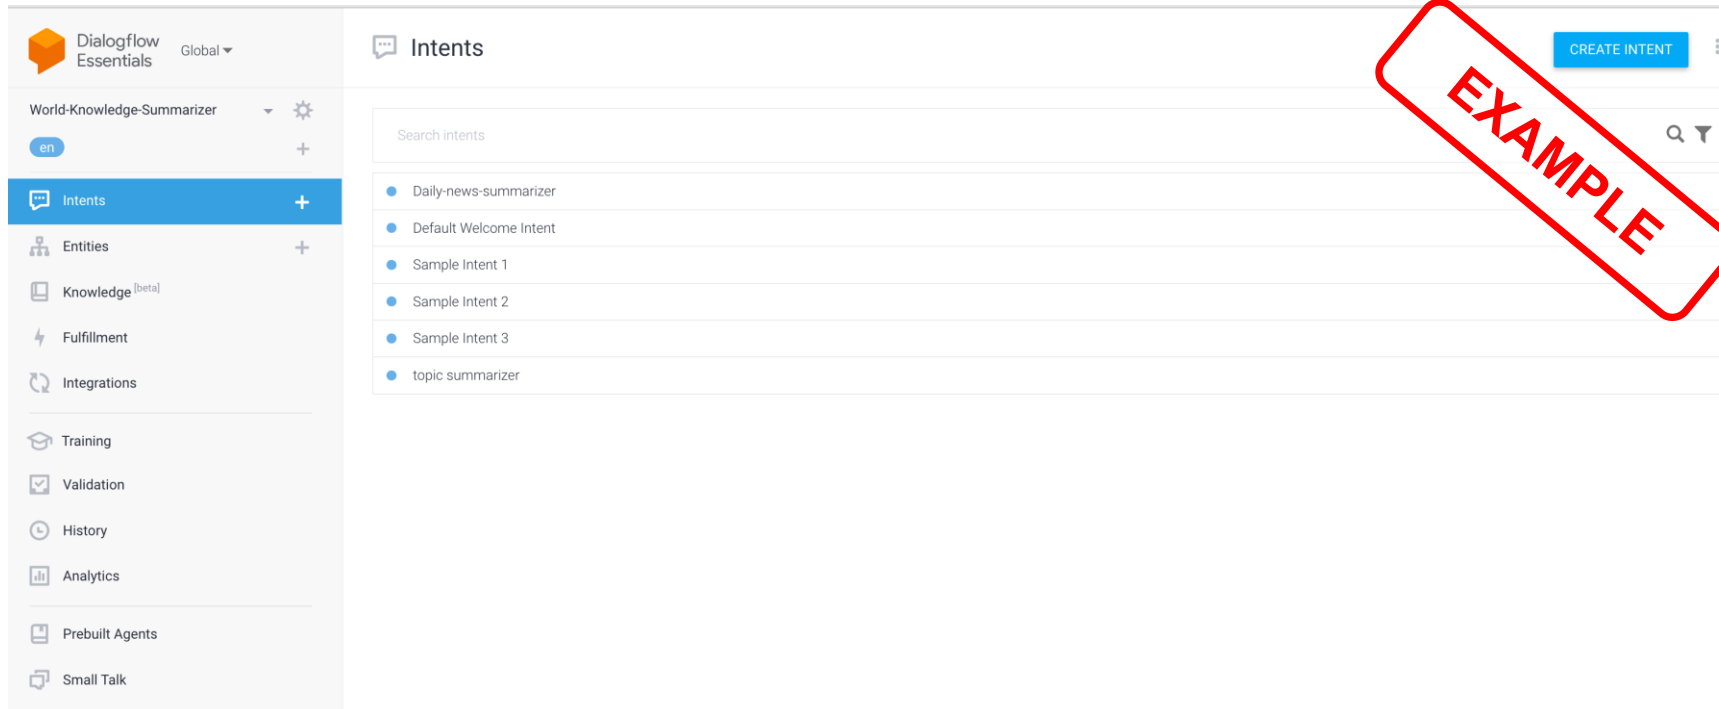 Dialogflow
Essentials
Global
Intents
CREATE INTENT
World-Knowledge-Summarizer
en
Search intents
Intents
Entities
Knowledge [beta]
Fulfillment
Integrations
Training
Validation
History
Analytics
Prebuilt Agents
Small Talk
Daily-news-summarizer
Default Welcome Intent
Sample Intent 1
Sample Intent 2
Sample Intent 3
topic summarizer
EXAMPLE